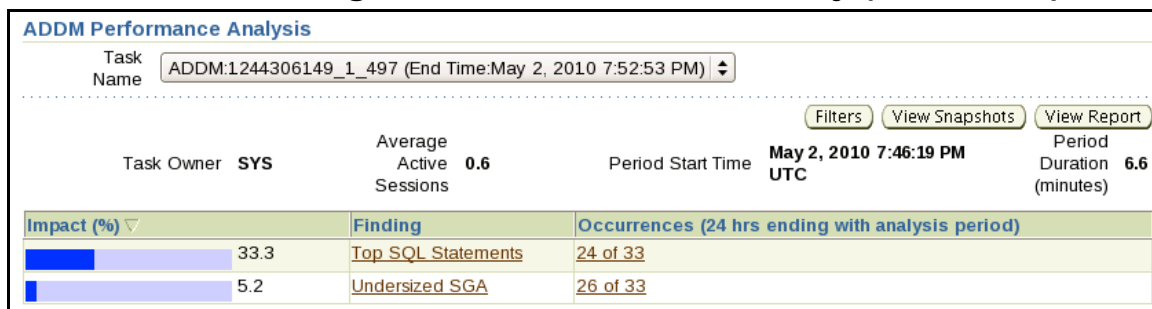 ADDM Performance Analysis
Task Name ADDM:1244306149_1_497 (End Time:May 2, 2010 7:52:53 PM)
Filters View Snapshots View Report
Task Owner SYS Average Active Sessions 0.6 Period Start Time May 2, 2010 7:46:19 PM UTC Period Duration (minutes) 6.6
Impact (%) Finding Occurrences (24 hrs ending with analysis period)
33.3 Top SQL Statements 24 of 33
5.2 Undersized SGA 26 of 33